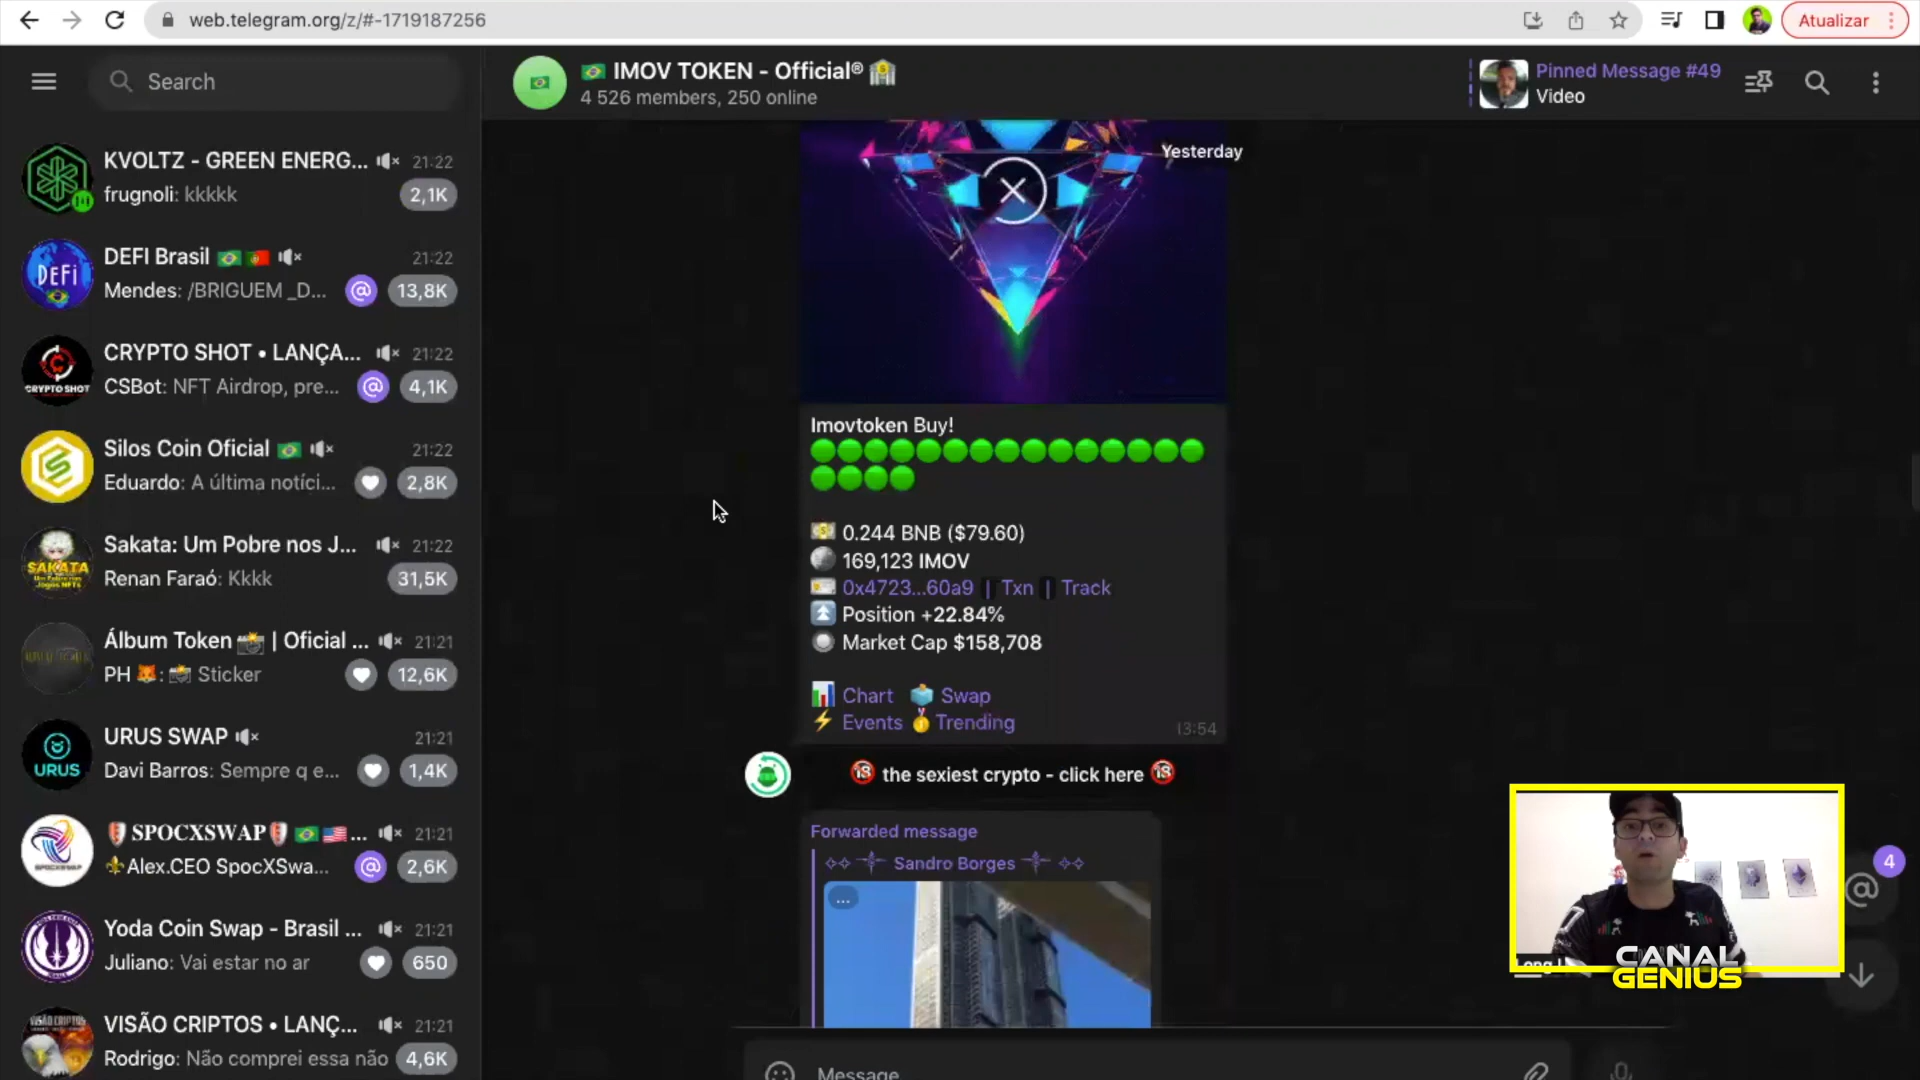 web.telegram.org/z/#-1719187256
Atualizar
Search
IMOV TOKEN - Official®
4 526 members, 250 online
Pinned Message #49
Video
KVOLTZ - GREEN ENERG...
21:22
frugnoli: kkkkk
2,1K
DEFI Brasil
21:22
Mendes: /BRIGUEM _D...
@
13,8K
CRYPTO SHOT • LANÇA...
21:22
CSBot: NFT Airdrop, pre...
@
4,1K
Silos Coin Oficial
21:22
Eduardo: A última notíci...
2,8K
Sakata: Um Pobre nos J...
21:22
Renan Faraó: Kkkk
31,5K
Álbum Token | Oficial ...
21:21
PH : Sticker
12,6K
URUS SWAP
21:21
Davi Barros: Sempre q e...
1,4K
SPOCXSWAP ...
21:21
Alex.CEO SpocXSwa...
@
2,6K
Yoda Coin Swap - Brasil ...
21:21
Juliano: Vai estar no ar
650
VISÃO CRIPTOS • LANÇ...
21:21
Rodrigo: Não comprei essa não
4,6K
DEFi
CRYPTO SHOT
SAKATA
URUS
Yesterday
Imovtoken Buy!
0.244 BNB ($79.60)
169,123 IMOV
0x4723...60a9 | Txn | Track
Position +22.84%
Market Cap $158,708
Chart Swap
Events Trending
13:54
the sexiest crypto - click here
Forwarded message
Sandro Borges
...
4
@
Message
CANAL
GENIUS